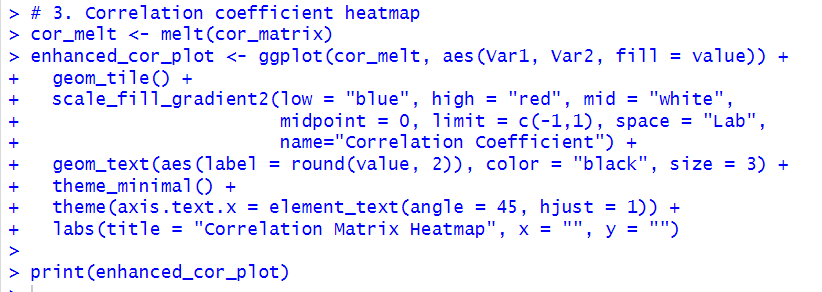 > # 3. Correlation coefficient heatmap
> cor_melt <- melt(cor_matrix)
> enhanced_cor_plot <- ggplot(cor_melt, aes(Var1, Var2, fill = value)) +
+   geom_tile() +
+   scale_fill_gradient2(low = "blue", high = "red", mid = "white",
+                        midpoint = 0, limit = c(-1,1), space = "Lab",
+                        name="Correlation Coefficient") +
+   geom_text(aes(label = round(value, 2)), color = "black", size = 3) +
+   theme_minimal() +
+   theme(axis.text.x = element_text(angle = 45, hjust = 1)) +
+   labs(title = "Correlation Matrix Heatmap", x = "", y = "")
>
> print(enhanced_cor_plot)
>